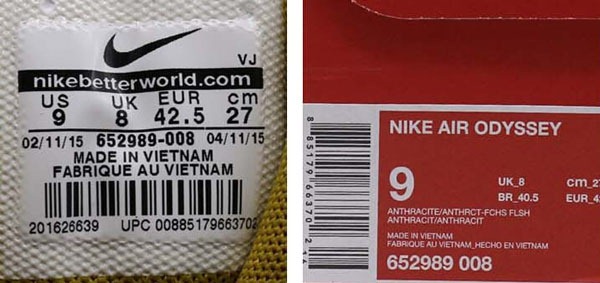 VJ
nikebetterworld.com
US UK EUR cm
9 8 42.5 27
02/11/15 652989-008 04/11/15
MADE IN VIETNAM
FABRIQUE AU VIETNAM
201626639 UPC 00885179663702
NIKE AIR ODYSSEY
9
UK_8 cm_2
BR_40.5 EUR_4
ANTHRACITE/ANTHRCT-FCHS FLSH
ANTHRACIT/ANTHRACIT
MADE IN VIETNAM
FABRIQUE AU VIETNAM_HECHO EN VIETNAM
652989 008